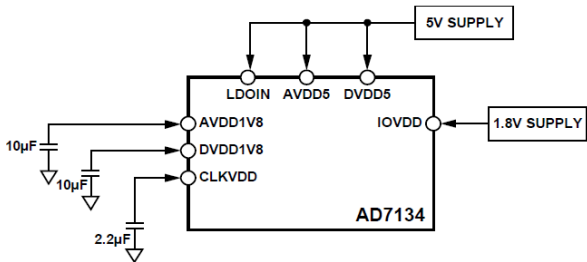 5V SUPPLY
LDOIN AVDD5 DVDD5
AVDD1V8
IOVDD
1.8V SUPPLY
10µF
DVDD1V8
10µF
CLKVDD
AD7134
2.2µF